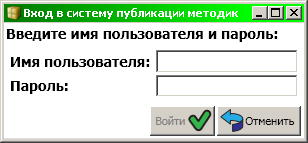 Вход в систему публикации методик
Введите имя пользователя и пароль:
Имя пользователя:
Пароль:
Войти
Отменить